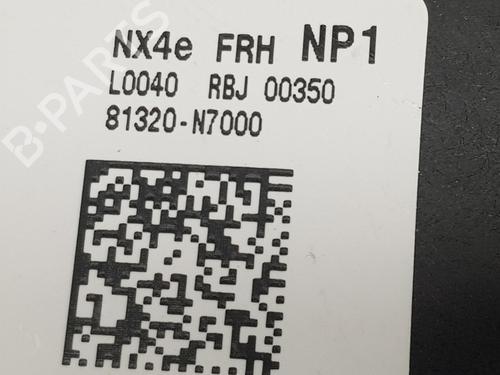 NX4e FRH NP1
L0040 RBJ 00350
81320-N7000
B-PARTS